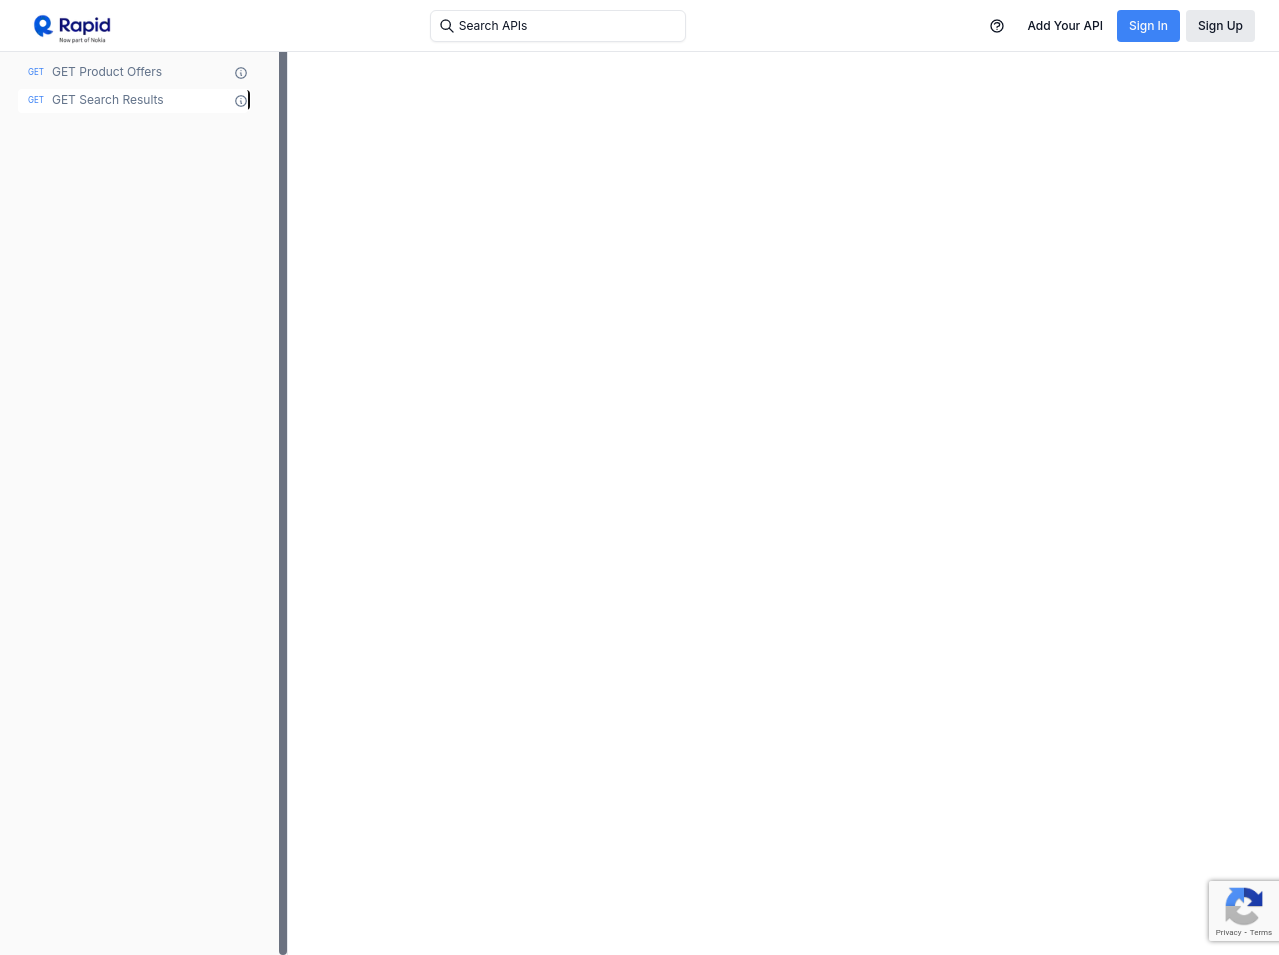 Rapid
Now part of Nokia
Search APIs
Add Your API
Sign In
Sign Up
GET GET Product Offers
GET GET Search Results
Privacy - Terms